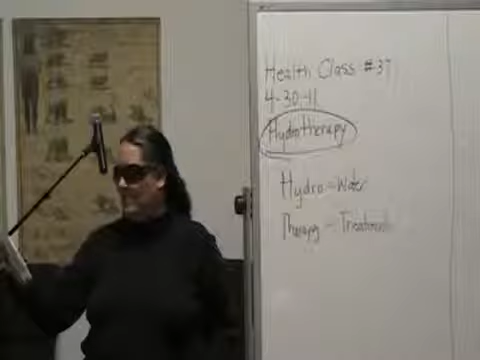 Health Class #37
4-30-11
Hydrotherapy
Hydro = Water
Therapy - Treatment